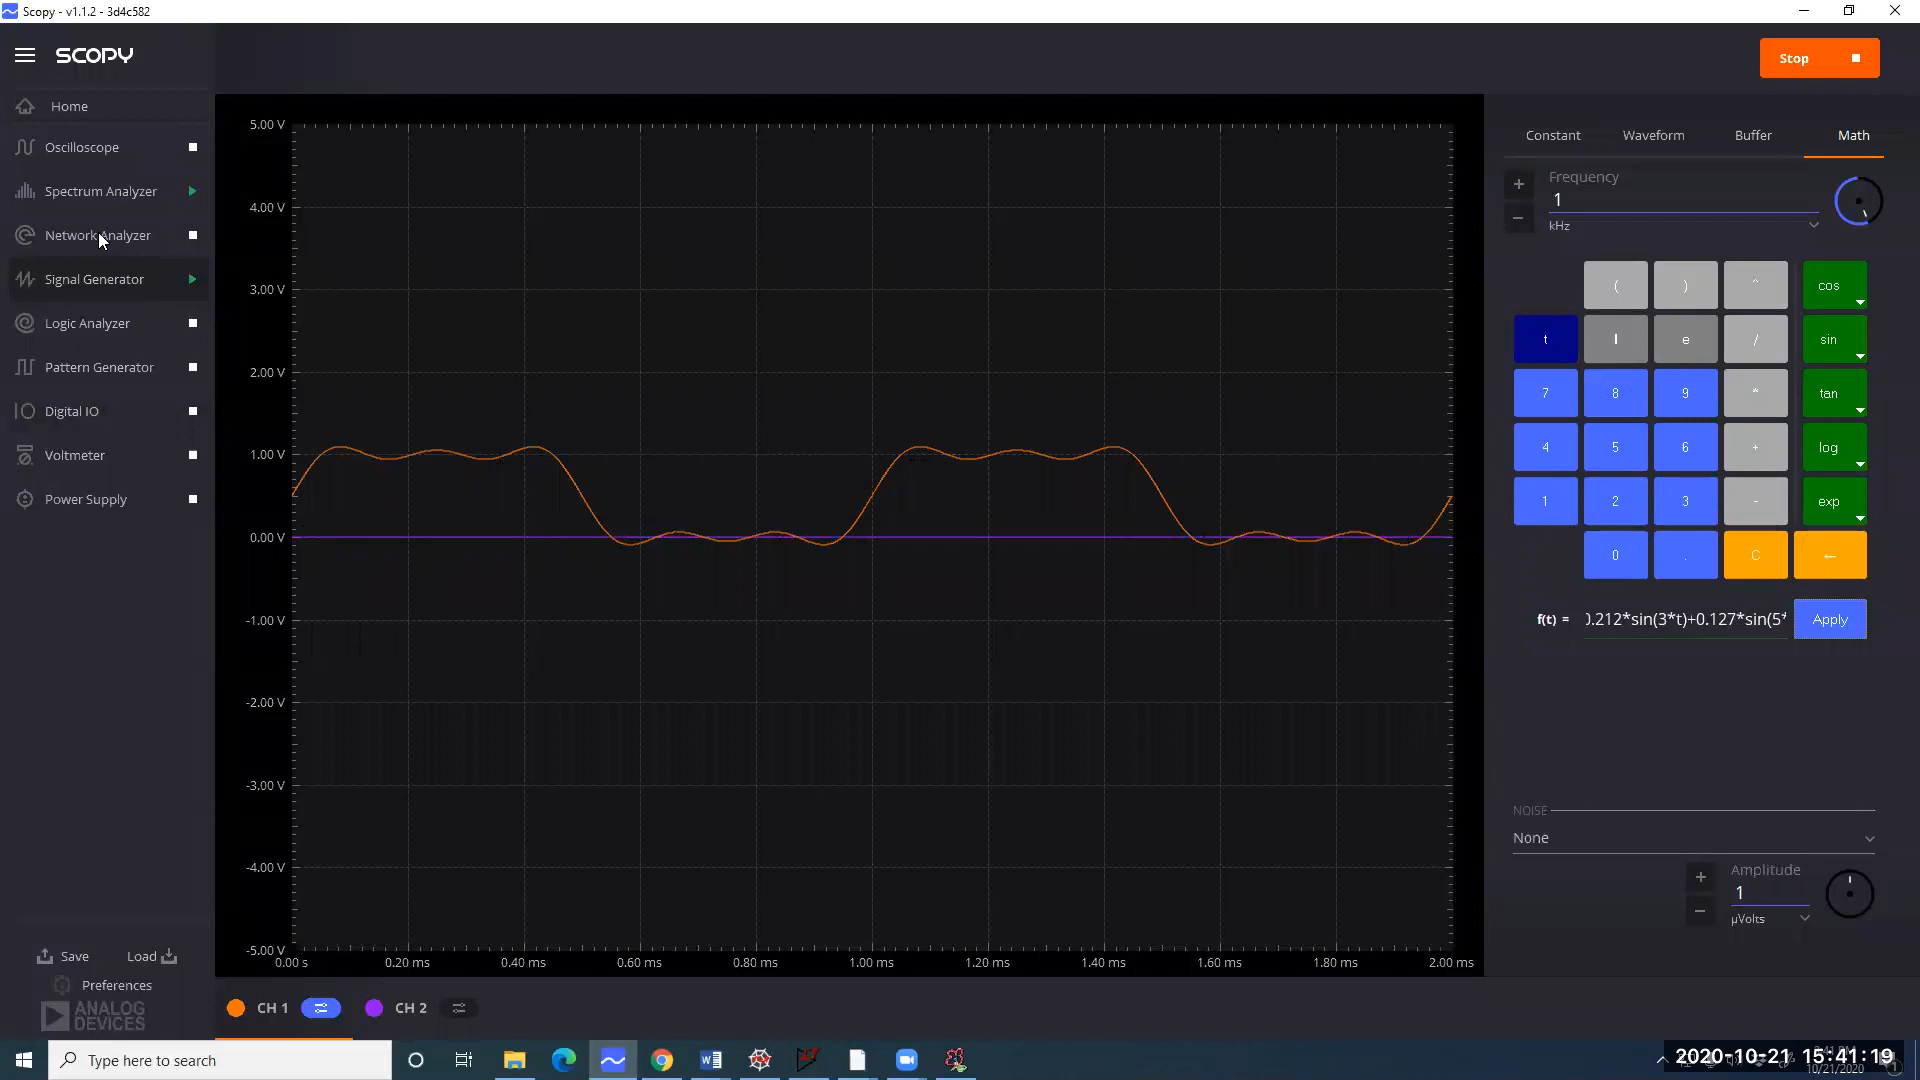 Scopy - v1.1.2 - 3d4c582
SCOPY
Stop
Home
Oscilloscope
Spectrum Analyzer
Network Analyzer
Signal Generator
Logic Analyzer
Pattern Generator
Digital IO
Voltmeter
Power Supply
Save
Load
Preferences
ANALOG
DEVICES
5.00 V
4.00 V
3.00 V
2.00 V
1.00 V
0.00 V
-1.00 V
-2.00 V
-3.00 V
-4.00 V
-5.00 V
0.00 s 0.20 ms 0.40 ms 0.60 ms 0.80 ms 1.00 ms 1.20 ms 1.40 ms 1.60 ms 1.80 ms 2.00 ms
CH 1 CH 2
Constant Waveform Buffer Math
+ Frequency
1
-
kHz
( ) ^ cos
t I e / sin
7 8 9 * tan
4 5 6 + log
1 2 3 - exp
0 . C ←
f(t) = 0.212*sin(3*t)+0.127*sin(5* Apply
NOISE
None
+ Amplitude
1
-
µVolts
Type here to search
2020-10-21 15:41:19
10/21/2020